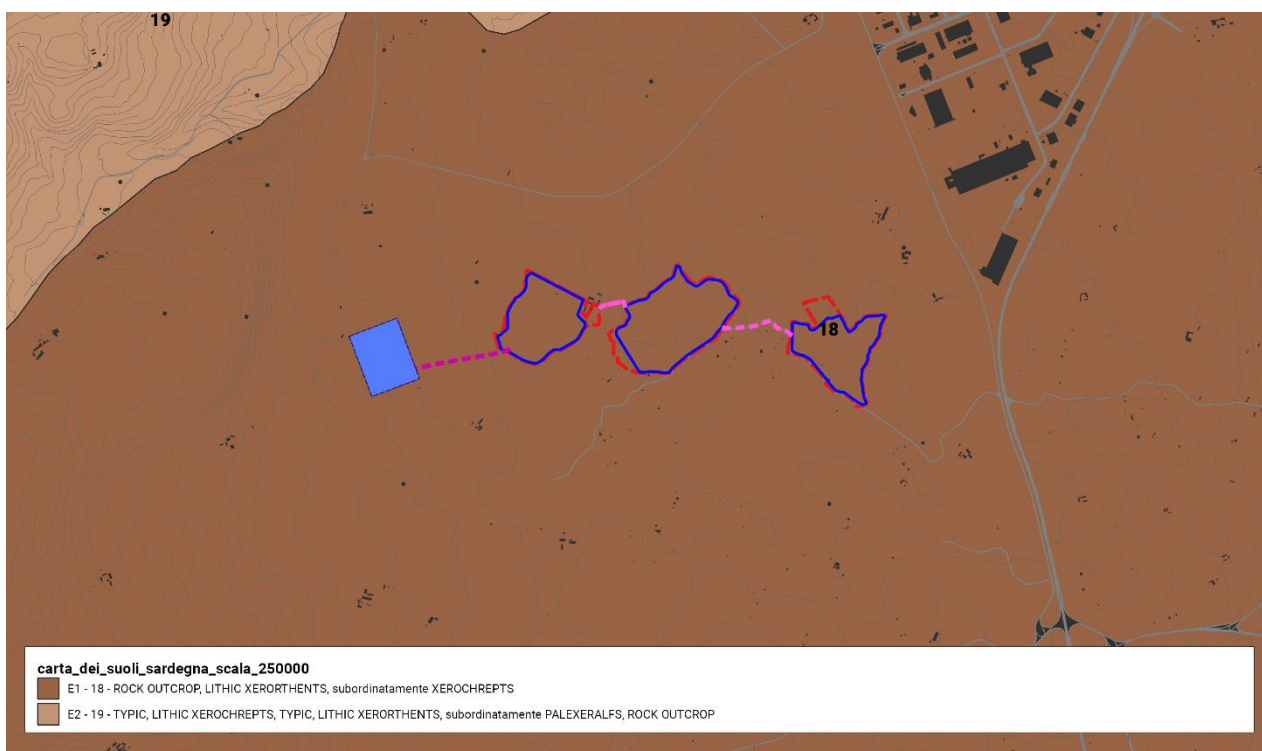 19
18
carta_dei_suoli_sardegna_scala_250000
E1 - 18 - ROCK OUTCROP, LITHIC XERORTHENTS, subordinatamente XEROCHREPTS
E2 - 19 - TYPIC, LITHIC XEROCHREPTS, TYPIC, LITHIC XERORTHENTS, subordinatamente PALEXERALFS, ROCK OUTCROP